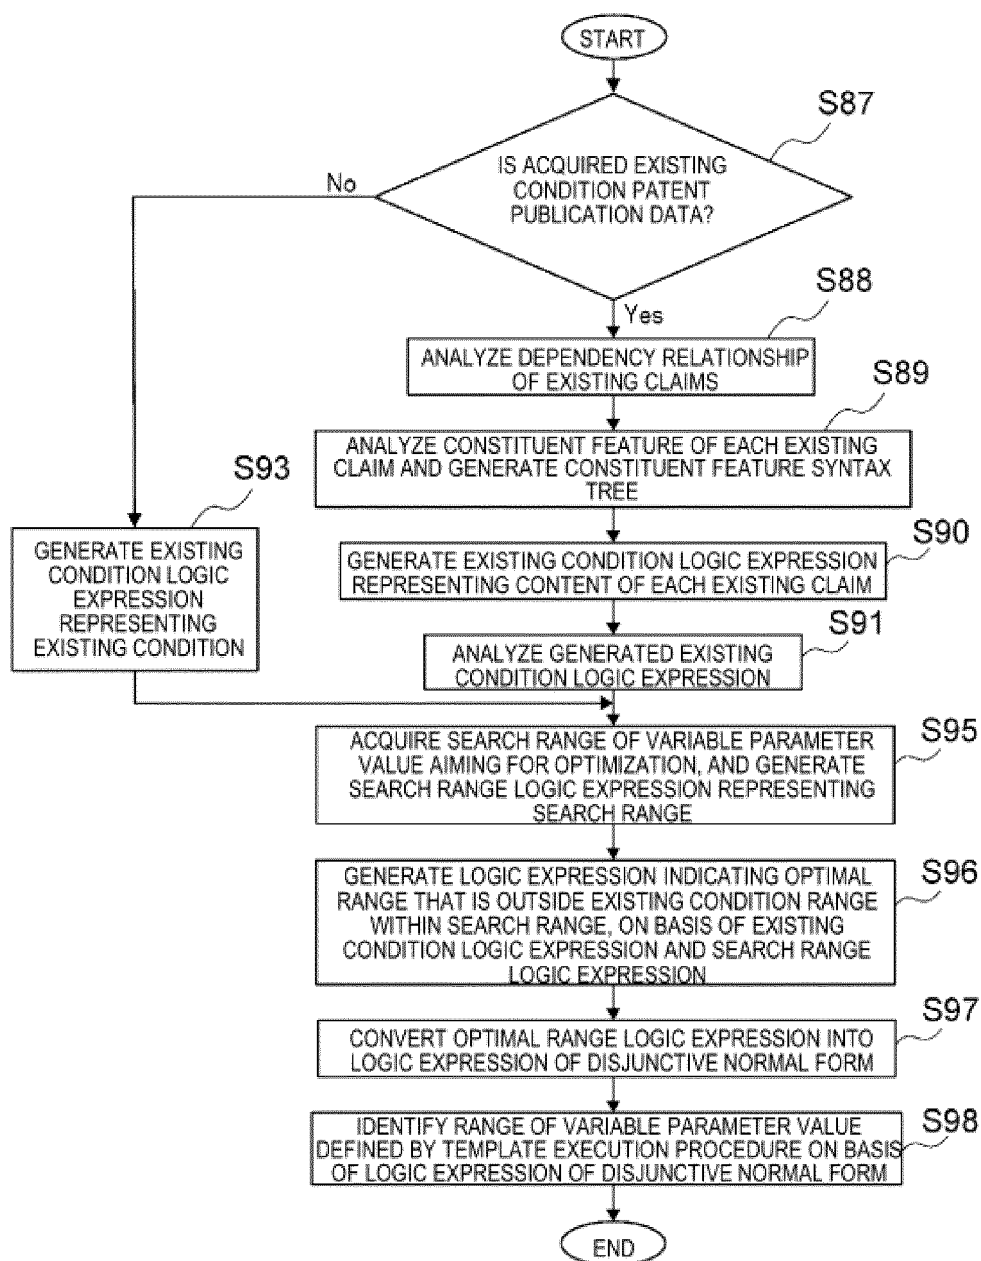 START
S87
IS ACQUIRED EXISTING
CONDITION PATENT
PUBLICATION DATA?
No
Yes
S88
ANALYZE DEPENDENCY RELATIONSHIP
OF EXISTING CLAIMS
S89
ANALYZE CONSTITUENT FEATURE OF EACH EXISTING
CLAIM AND GENERATE CONSTITUENT FEATURE SYNTAX
TREE
S93
GENERATE EXISTING
CONDITION LOGIC
EXPRESSION
REPRESENTING
EXISTING CONDITION
S90
GENERATE EXISTING CONDITION LOGIC EXPRESSION
REPRESENTING CONTENT OF EACH EXISTING CLAIM
S91
ANALYZE GENERATED EXISTING
CONDITION LOGIC EXPRESSION
S95
ACQUIRE SEARCH RANGE OF VARIABLE PARAMETER
VALUE AIMING FOR OPTIMIZATION, AND GENERATE
SEARCH RANGE LOGIC EXPRESSION REPRESENTING
SEARCH RANGE
S96
GENERATE LOGIC EXPRESSION INDICATING OPTIMAL
RANGE THAT IS OUTSIDE EXISTING CONDITION RANGE
WITHIN SEARCH RANGE, ON BASIS OF EXISTING
CONDITION LOGIC EXPRESSION AND SEARCH RANGE
LOGIC EXPRESSION
S97
CONVERT OPTIMAL RANGE LOGIC EXPRESSION INTO
LOGIC EXPRESSION OF DISJUNCTIVE NORMAL FORM
S98
IDENTIFY RANGE OF VARIABLE PARAMETER VALUE
DEFINED BY TEMPLATE EXECUTION PROCEDURE ON BASIS
OF LOGIC EXPRESSION OF DISJUNCTIVE NORMAL FORM
END